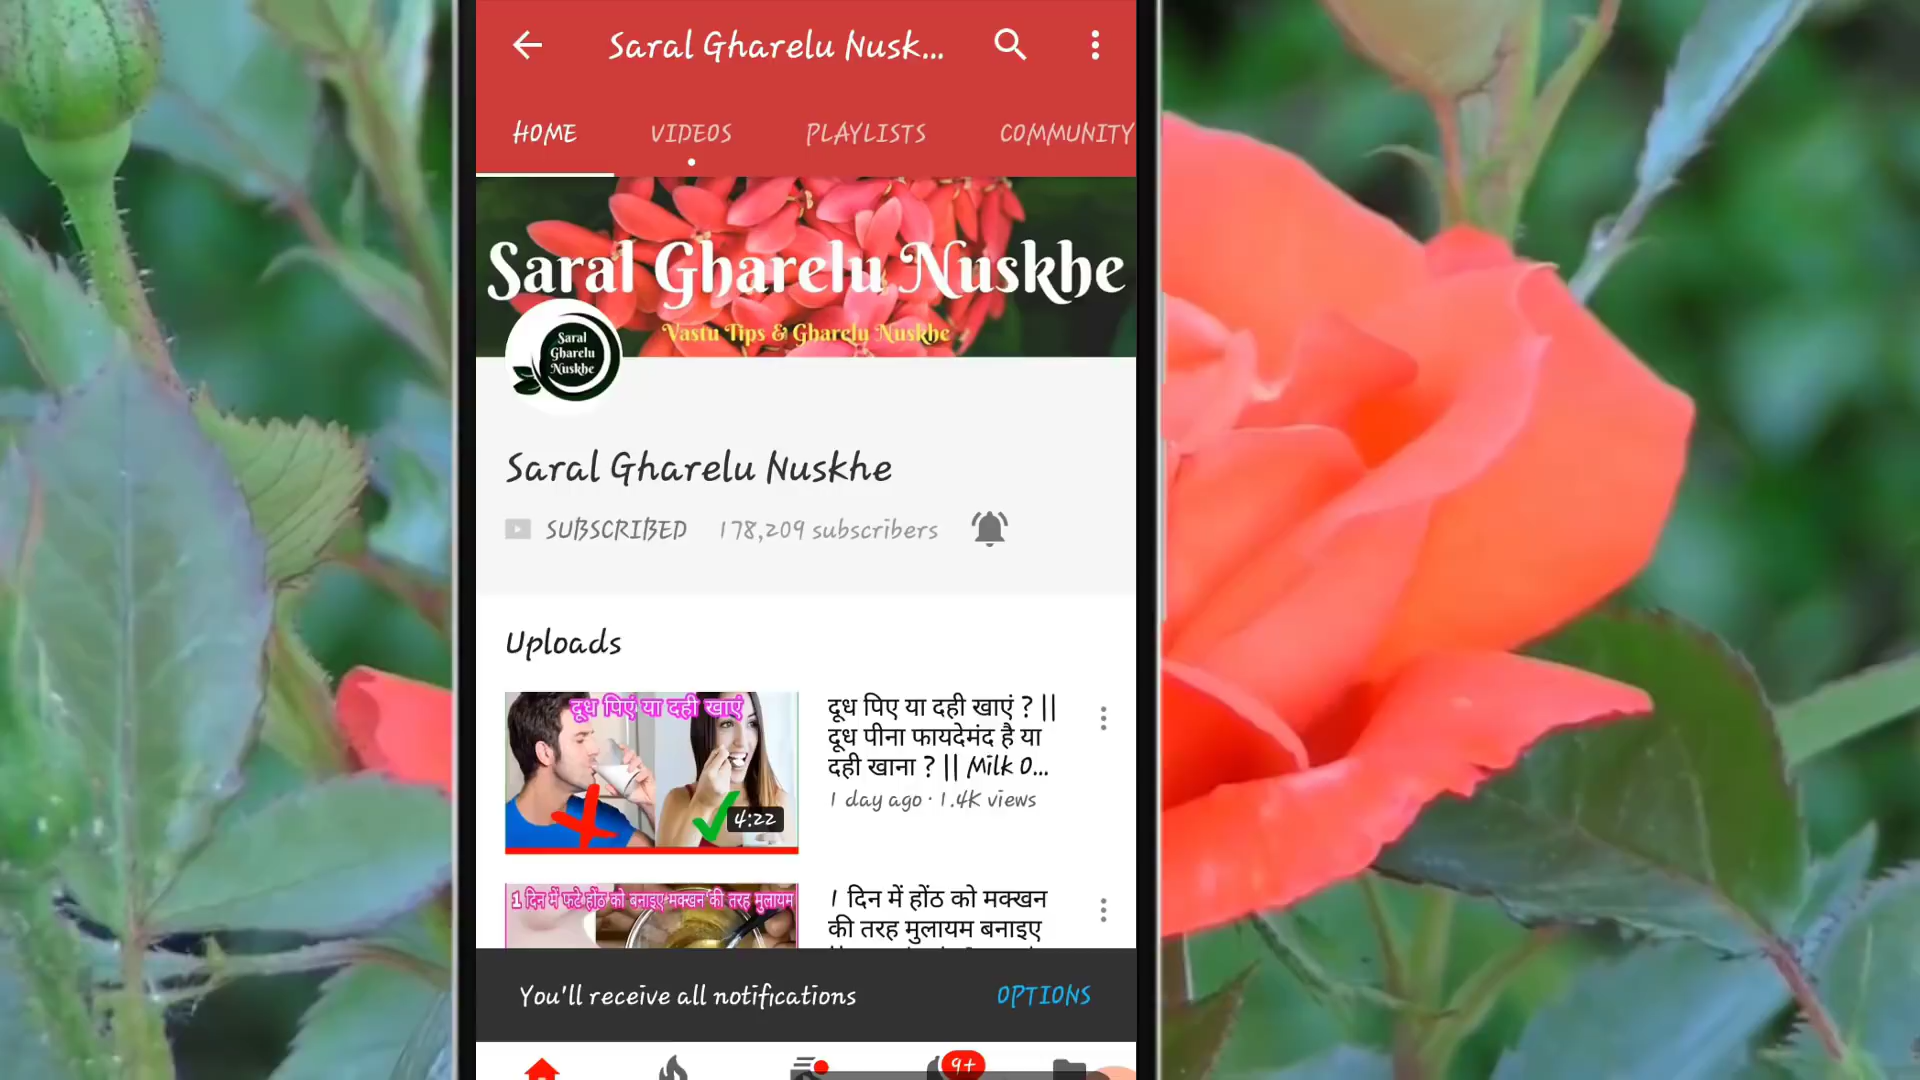 Saral Gharelu Nusk...
HOME VIDEOS PLAYLISTS COMMUNITY
Saral Gharelu Nuskhe
Vastu Tips & Gharelu Nuskhe
Saral
Gharelu
Nuskhe
Saral Gharelu Nuskhe
SUBSCRIBED 178,209 subscribers
Uploads
दूध पिएं या दही खाएं
4:22
दूध पिए या दही खाएं ? ||
दूध पीना फायदेमंद है या
दही खाना ? || Milk O...
1 day ago · 1.4K views
1 दिन में फटे होंठ को बनाइए मक्खन की तरह मुलायम
1 दिन में होंठ को मक्खन
की तरह मुलायम बनाइए
You'll receive all notifications OPTIONS
9+